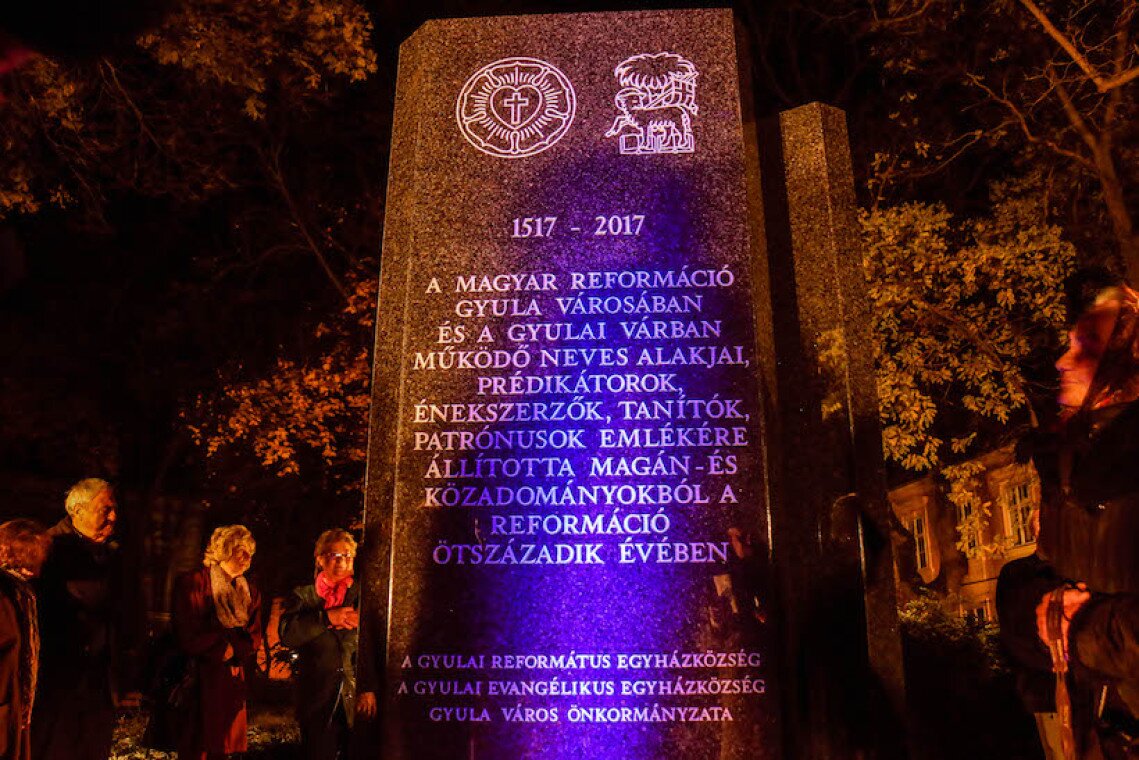 1517 - 2017
A MAGYAR REFORMÁCIÓ
GYULA VÁROSÁBAN
ÉS A GYULAI VÁRBAN
MŰKÖDŐ NEVES ALAKJAI,
PRÉDIKÁTOROK,
ÉNEKSZERZŐK, TANÍTÓK,
PATRÓNUSOK EMLÉKÉRE
ÁLLÍTOTTA MAGÁN-ÉS
KÖZADOMÁNYOKBÓL A
REFORMÁCIÓ
ÖTSZÁZADIK ÉVÉBEN
A GYULAI REFORMÁTUS EGYHÁZKÖZSÉG
A GYULAI EVANGÉLIKUS EGYHÁZKÖZSÉG
GYULA VÁROS ÖNKORMÁNYZATA